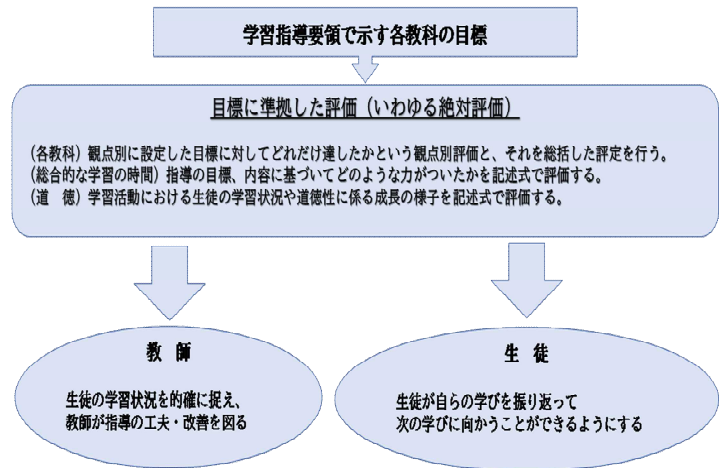 学習指導要領で示す各教科の目標
目標に準拠した評価（いわゆる絶対評価）
（各教科）観点別に設定した目標に対してどれだけ達したかという観点別評価と、それを総括した評定を行う。
（総合的な学習の時間）指導の目標、内容に基づいてどのような力がついたかを記述式で評価する。
（道　徳）学習活動における生徒の学習状況や道徳性に係る成長の様子を記述式で評価する。
教　師
生徒の学習状況を的確に捉え、
教師が指導の工夫・改善を図る
生　徒
生徒が自らの学びを振り返って
次の学びに向かうことができるようにする